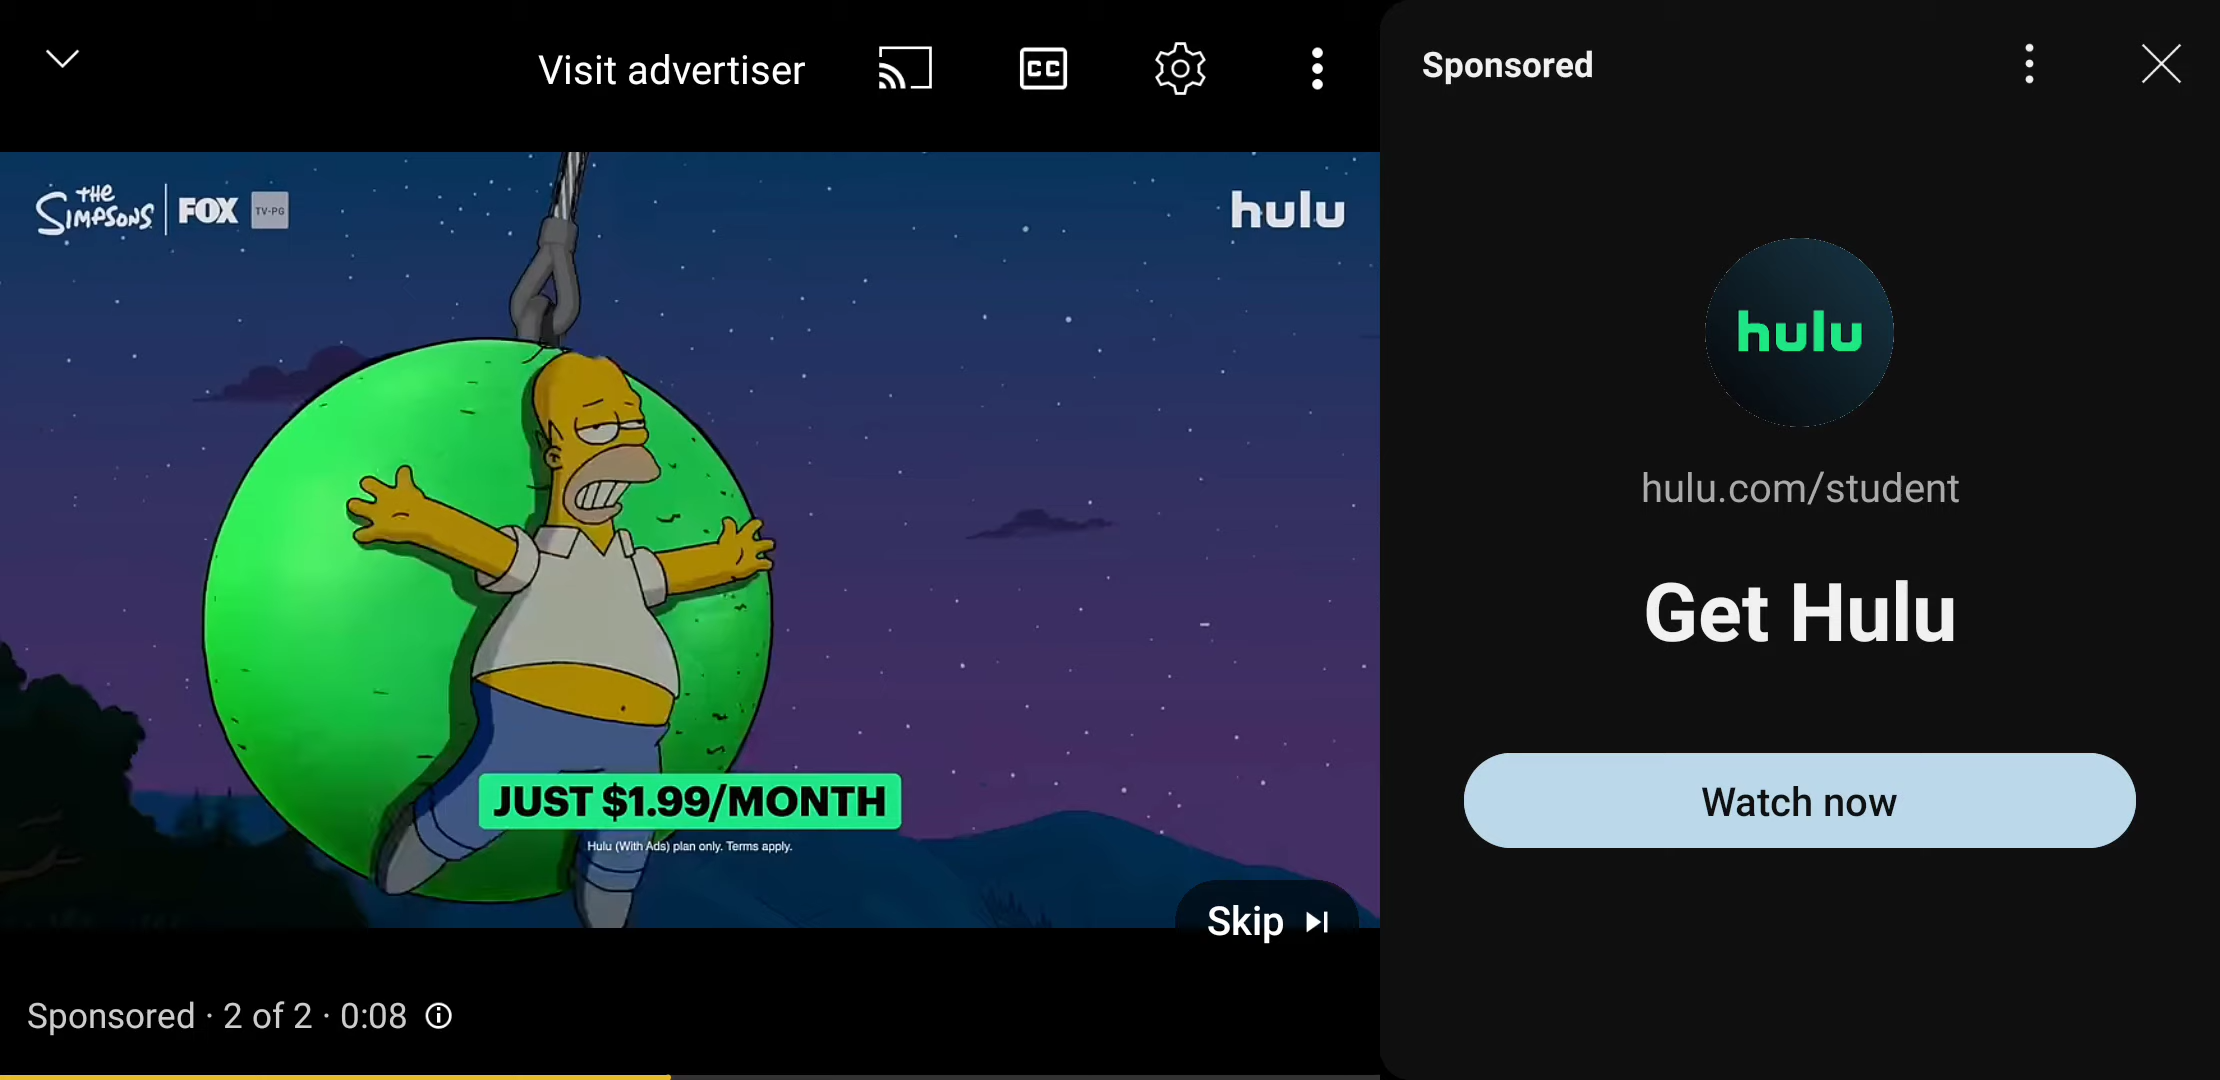 Visit advertiser
CC
THE SIMPSONS
FOX
TV-PG
hulu
JUST $1.99/MONTH
Hulu (With Ads) plan only. Terms apply.
Skip
Sponsored · 2 of 2 · 0:08
Sponsored
hulu
hulu.com/student
Get Hulu
Watch now